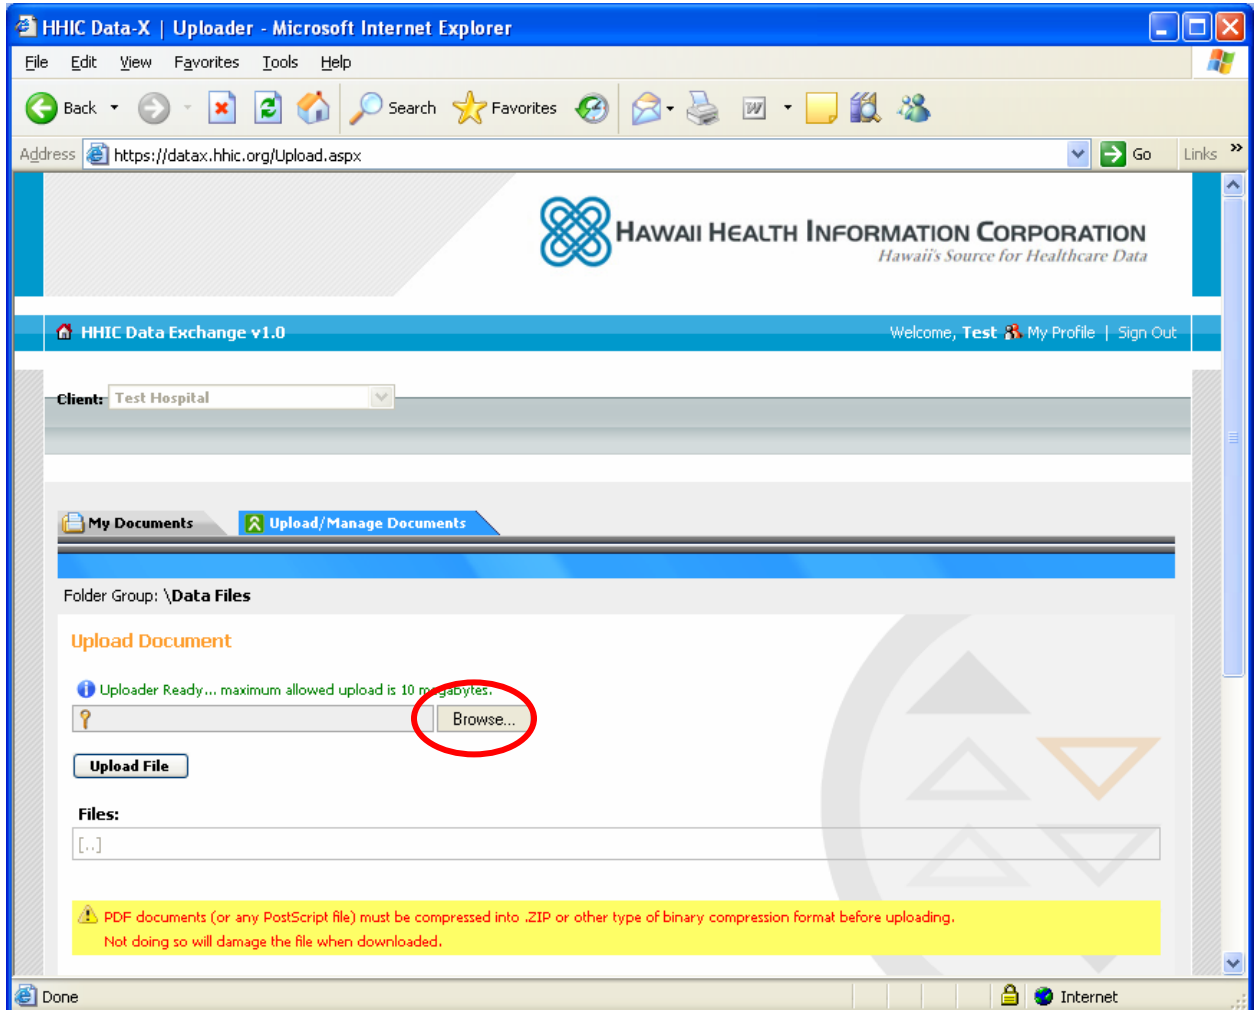 HHIC Data-X | Uploader - Microsoft Internet Explorer
File Edit View Favorites Tools Help
Back Search Favorites
Address https://datax.hhic.org/Upload.aspx Go Links »
HAWAII HEALTH INFORMATION CORPORATION
Hawaii's Source for Healthcare Data
HHIC Data Exchange v1.0 Welcome, Test My Profile | Sign Out
Client: Test Hospital
My Documents Upload/Manage Documents
Folder Group: \Data Files
Upload Document
Uploader Ready... maximum allowed upload is 10 megabytes.
Browse...
Upload File
Files:
[..]
PDF documents (or any PostScript file) must be compressed into .ZIP or other type of binary compression format before uploading.
Not doing so will damage the file when downloaded.
Done Internet